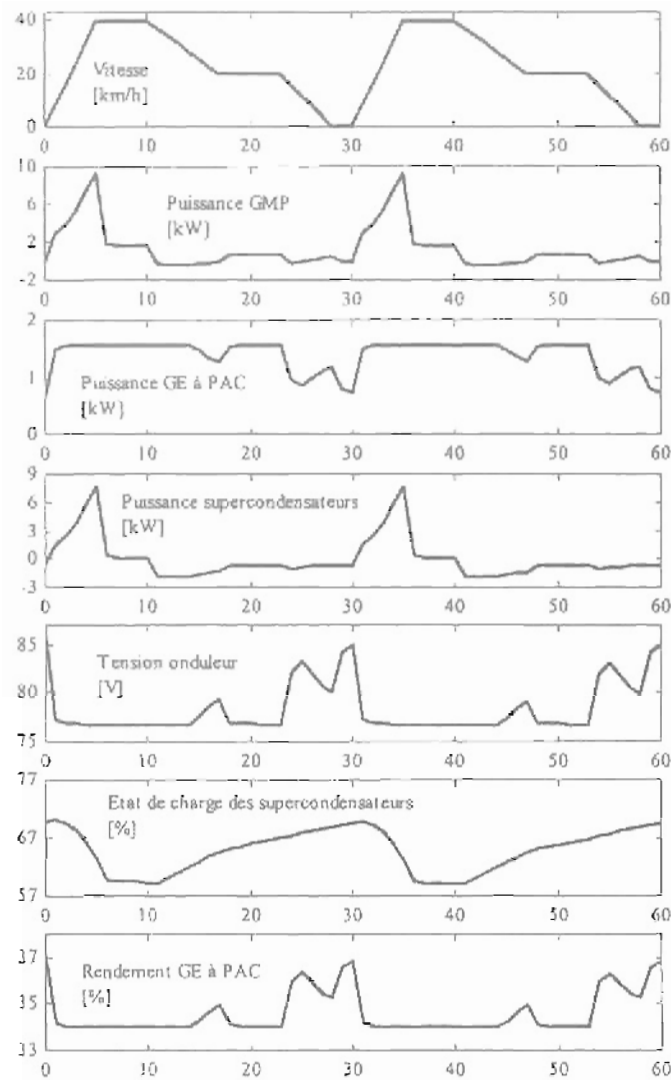 40
20
0
Vitesse
[km/h]
0 10 20 30 40 50 60
10
6
2
-2
Puissance GMP
[kW]
0 10 20 30 40 50 60
2
1
0
Puissance GE à PAC
[kW]
0 10 20 30 40 50 60
9
6
3
0
-3
Puissance supercondensateurs
[kW]
0 10 20 30 40 50 60
85
80
75
Tension onduleur
[V]
0 10 20 30 40 50 60
77
67
57
Etat de charge des supercondensateurs
[%]
0 10 20 30 40 50 60
37
35
33
Rendement GE à PAC
[%]
0 10 20 30 40 50 60